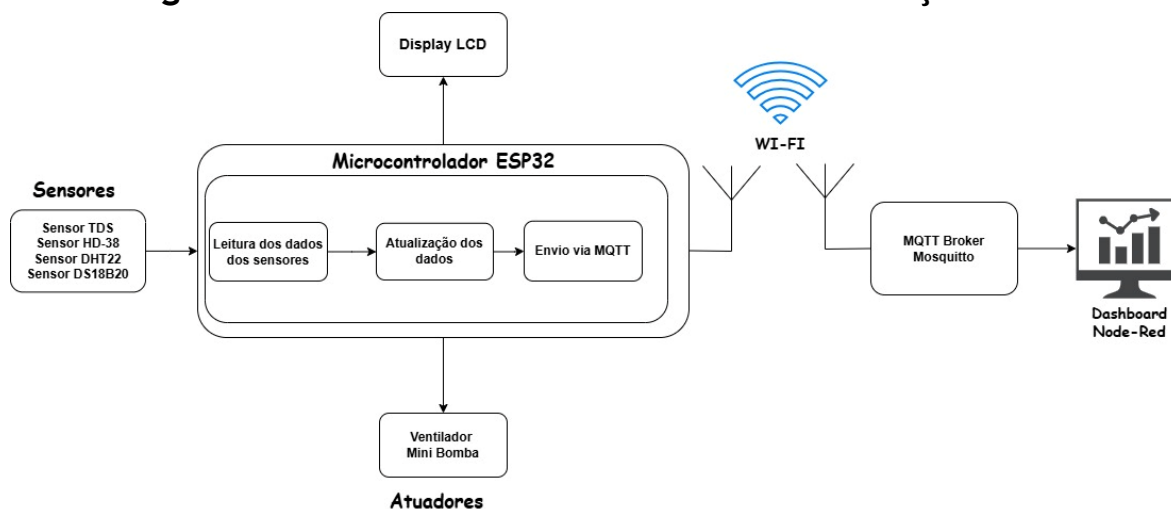 Display LCD
WI-FI
Microcontrolador ESP32
Sensores
Sensor TDS
Sensor HD-38
Sensor DHT22
Sensor DS18B20
Leitura dos dados
dos sensores
Atualização dos
dados
Envio via MQTT
MQTT Broker
Mosquitto
Dashboard
Node-Red
Ventilador
Mini Bomba
Atuadores